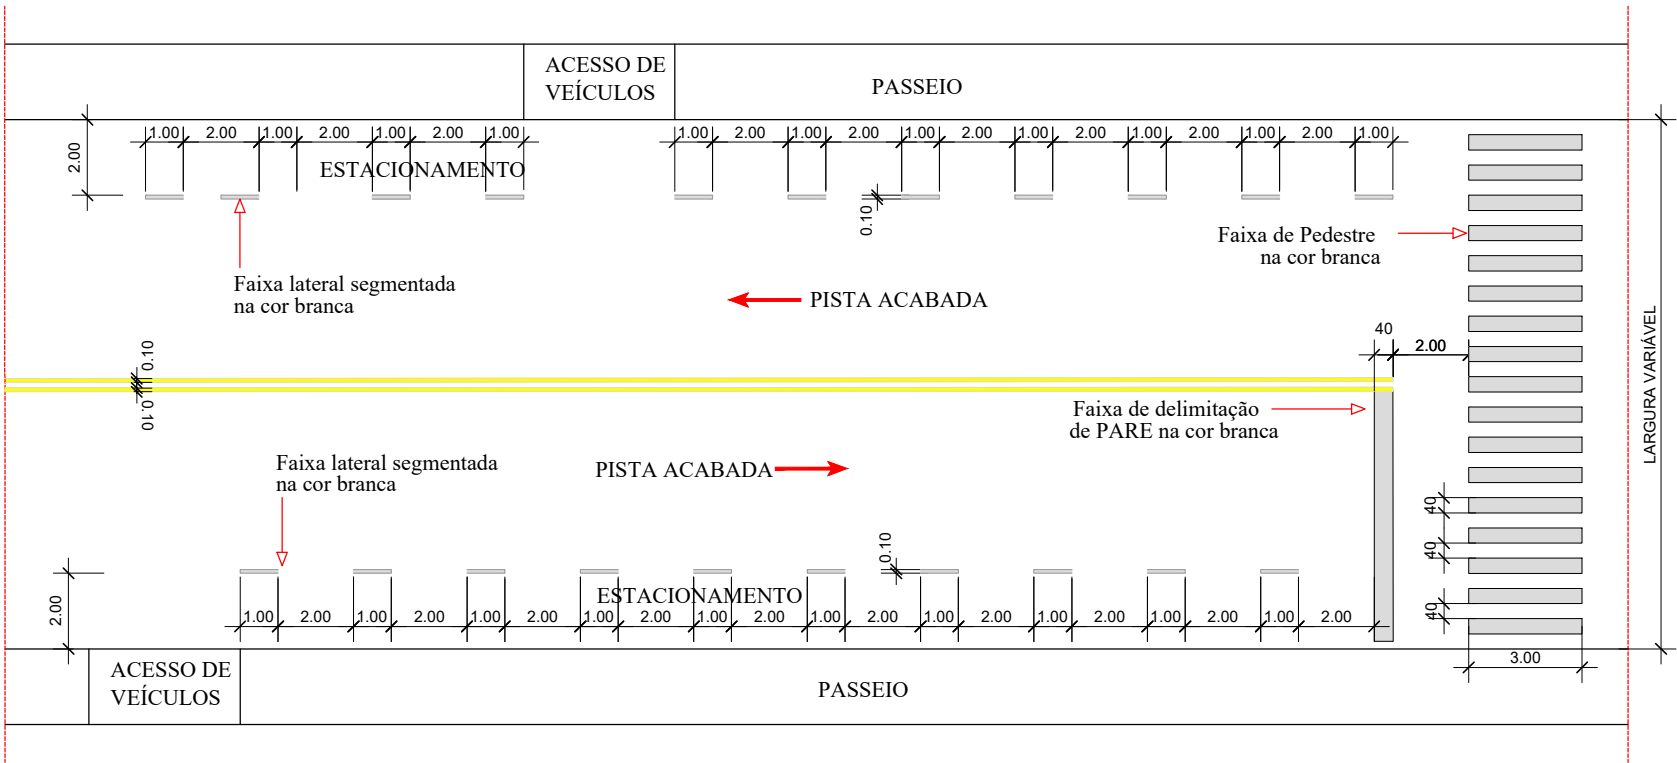 ACESSO DE
VEÍCULOS
PASSEIO
1.00 2.00 1.00 2.00 1.00 2.00 1.00
1.00 2.00 1.00 2.00 1.00 2.00 1.00 2.00 1.00 2.00 1.00 2.00 1.00
2.00
ESTACIONAMENTO
0.10
Faixa de Pedestre
na cor branca
Faixa lateral segmentada
na cor branca
PISTA ACABADA
40
2.00
LARGURA VARIÁVEL
0.10
0.10
Faixa de delimitação
de PARE na cor branca
Faixa lateral segmentada
na cor branca
PISTA ACABADA
40
40
40
0.10
2.00
ESTACIONAMENTO
1.00 2.00 1.00 2.00 1.00 2.00 1.00 2.00 1.00 2.00 1.00 2.00 1.00 2.00 1.00 2.00 1.00 2.00
1.00 2.00 1.00 2.00
3.00
ACESSO DE
VEÍCULOS
PASSEIO